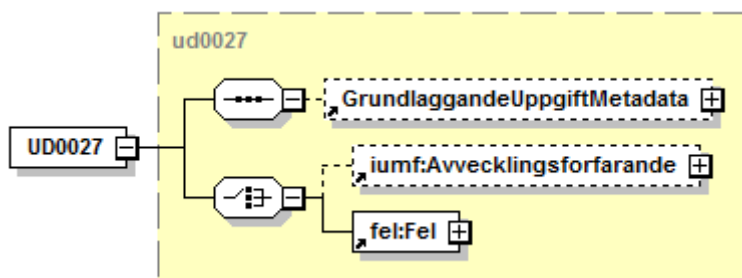 ud0027
GrundlaggandeUppgiftMetadata
UD0027
iumf:Avvecklingsforfarande
fel:Fel